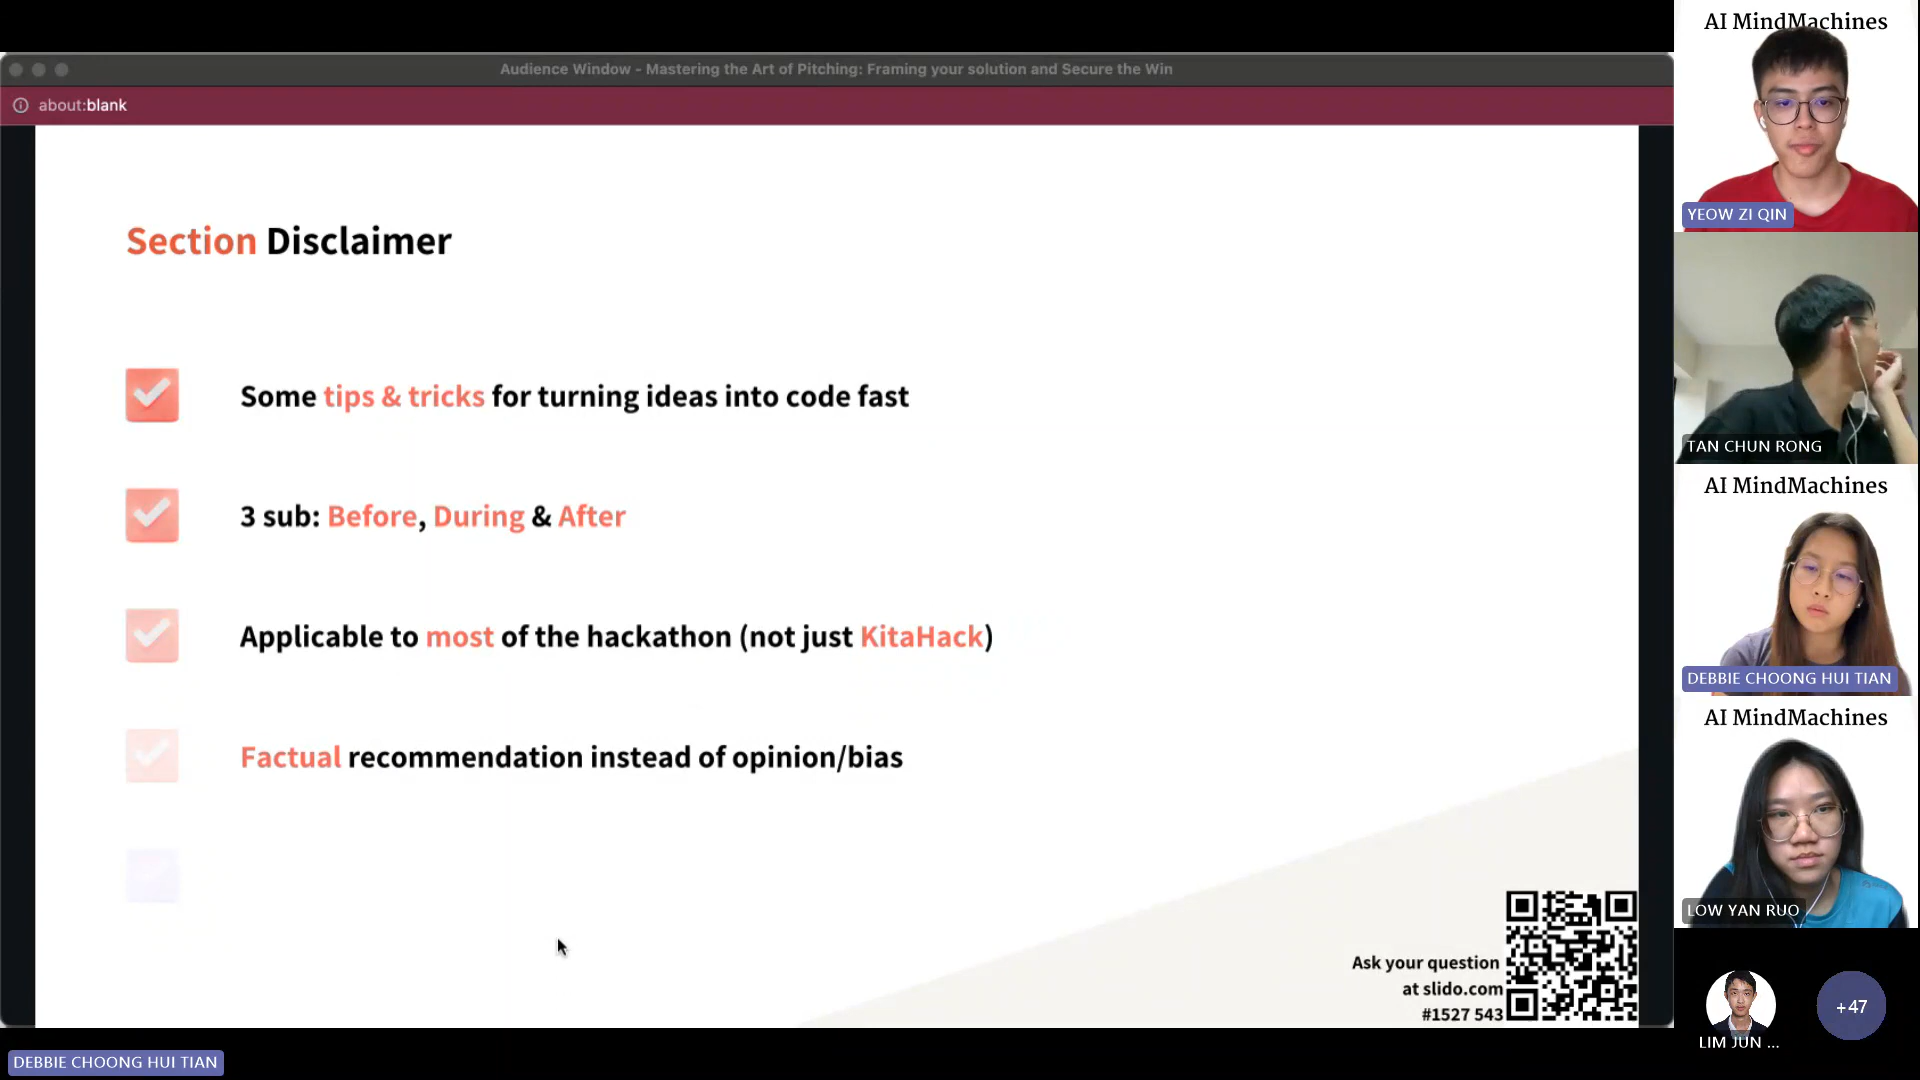 Audience Window - Mastering the Art of Pitching: Framing your solution and Secure the Win
about:blank
Section Disclaimer
Some tips & tricks for turning ideas into code fast
3 sub: Before, During & After
Applicable to most of the hackathon (not just KitaHack)
Factual recommendation instead of opinion/bias
Ask your question
at slido.com
#1527 543
DEBBIE CHOONG HUI TIAN
AI MindMachines
YEOW ZI QIN
TAN CHUN RONG
AI MindMachines
DEBBIE CHOONG HUI TIAN
AI MindMachines
LOW YAN RUO
LIM JUN ...
+47